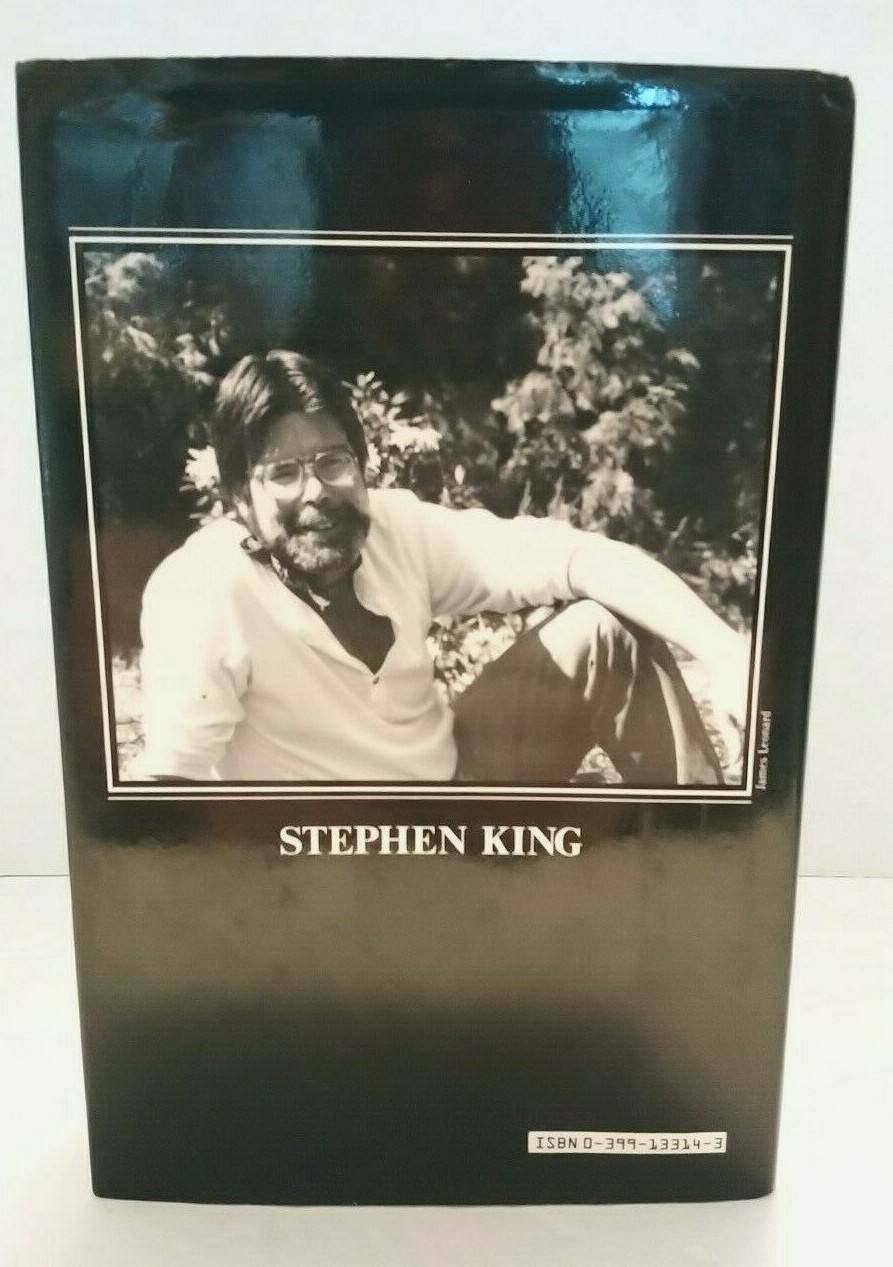 James Leonard
STEPHEN KING
ISBN 0-399-13314-3